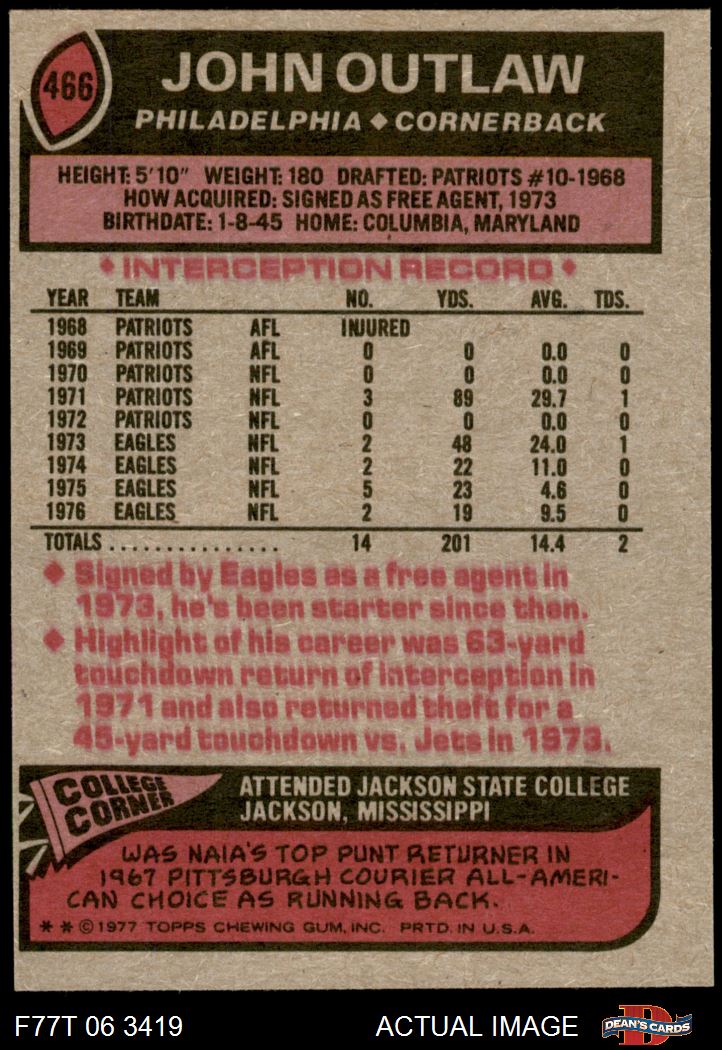 466
JOHN OUTLAW
PHILADELPHIA ♦ CORNERBACK
HEIGHT: 5'10" WEIGHT: 180 DRAFTED: PATRIOTS #10-1968
HOW ACQUIRED: SIGNED AS FREE AGENT, 1973
BIRTHDATE: 1-8-45 HOME: COLUMBIA, MARYLAND
♦ INTERCEPTION RECORD ♦
YEAR TEAM NO. YDS. AVG. TDS.
1968 PATRIOTS AFL INJURED
1969 PATRIOTS AFL 0 0 0.0 0
1970 PATRIOTS NFL 0 0 0.0 0
1971 PATRIOTS NFL 3 89 29.7 1
1972 PATRIOTS NFL 0 0 0.0 0
1973 EAGLES NFL 2 48 24.0 1
1974 EAGLES NFL 2 22 11.0 0
1975 EAGLES NFL 5 23 4.6 0
1976 EAGLES NFL 2 19 9.5 0
TOTALS ................ 14 201 14.4 2
♦ Signed by Eagles as a free agent in
1973, he's been starter since then.
♦ Highlight of his career was 63-yard
touchdown return of interception in
1971 and also returned theft for a
45-yard touchdown vs. Jets in 1973.
COLLEGE
CORNER
ATTENDED JACKSON STATE COLLEGE
JACKSON, MISSISSIPPI
WAS NAIA'S TOP PUNT RETURNER IN
1967 PITTSBURGH COURIER ALL-AMERI-
CAN CHOICE AS RUNNING BACK.
* * © 1977 TOPPS CHEWING GUM, INC. PRTD. IN U.S.A.
F77T 06 3419 ACTUAL IMAGE
D
DEAN'S CARDS